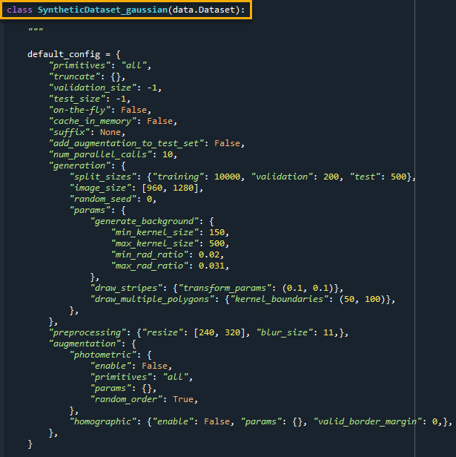 class SyntheticDataset_gaussian(data.Dataset):
"""
default_config = {
"primitives": "all",
"truncate": {},
"validation_size": -1,
"test_size": -1,
"on-the-fly": False,
"cache_in_memory": False,
"suffix": None,
"add_augmentation_to_test_set": False,
"num_parallel_calls": 10,
"generation": {
"split_sizes": {"training": 10000, "validation": 200, "test": 500},
"image_size": [960, 1280],
"random_seed": 0,
"params": {
"generate_background": {
"min_kernel_size": 150,
"max_kernel_size": 500,
"min_rad_ratio": 0.02,
"max_rad_ratio": 0.031,
},
"draw_stripes": {"transform_params": (0.1, 0.1)},
"draw_multiple_polygons": {"kernel_boundaries": (50, 100)},
},
},
"preprocessing": {"resize": [240, 320], "blur_size": 11,},
"augmentation": {
"photometric": {
"enable": False,
"primitives": "all",
"params": {},
"random_order": True,
},
"homographic": {"enable": False, "params": {}, "valid_border_margin": 0,},
},
}